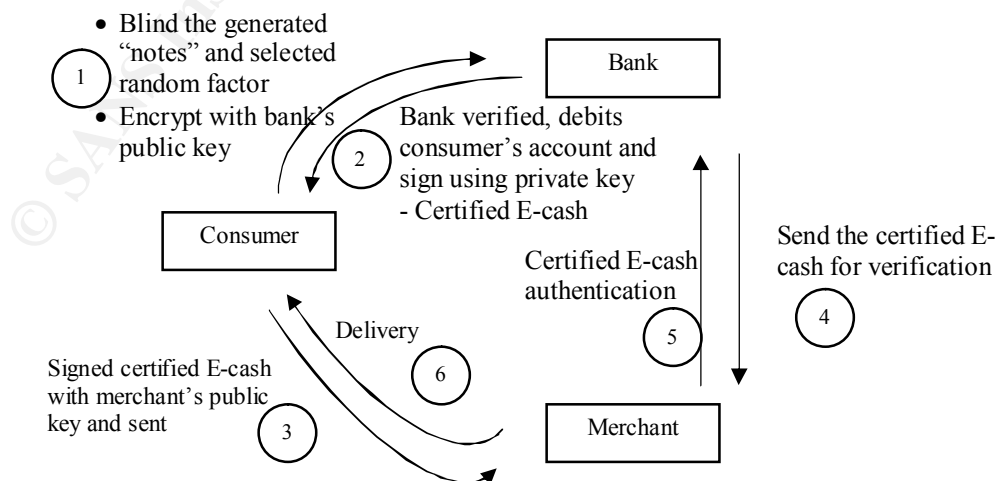 • Blind the generated
“notes” and selected
random factor
• Encrypt with bank’s
public key
1
Bank
2
Bank verified, debits
consumer’s account and
sign using private key
- Certified E-cash
Consumer
Certified E-cash
authentication
5
Send the certified E-
cash for verification
4
Delivery
6
Signed certified E-cash
with merchant’s public
key and sent
3
Merchant
© SANS